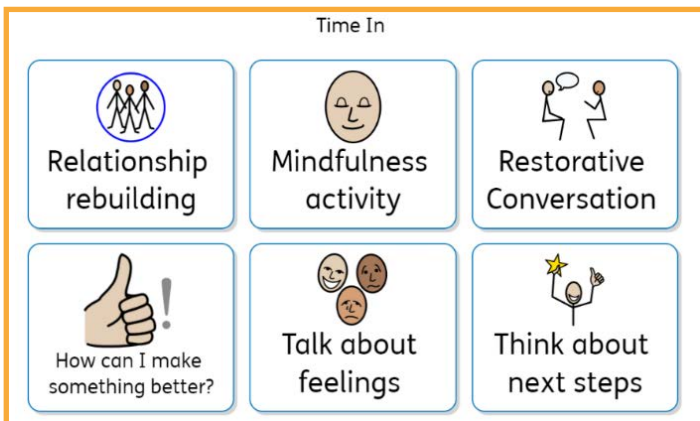 Time In
Relationship
rebuilding
Mindfulness
activity
Restorative
Conversation
How can I make
something better?
Talk about
feelings
Think about
next steps